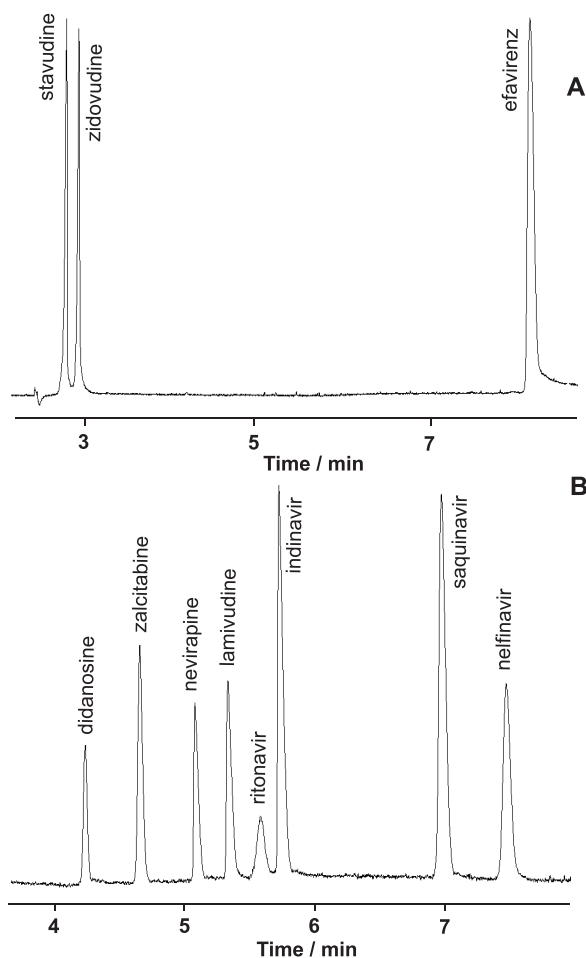 stavudine
zidovudine
efavirenz
A
3 5 7
Time / min
B
didanosine
zalcitabine
nevirapine
lamivudine
ritonavir
indinavir
saquinavir
nelfinavir
4 5 6 7
Time / min